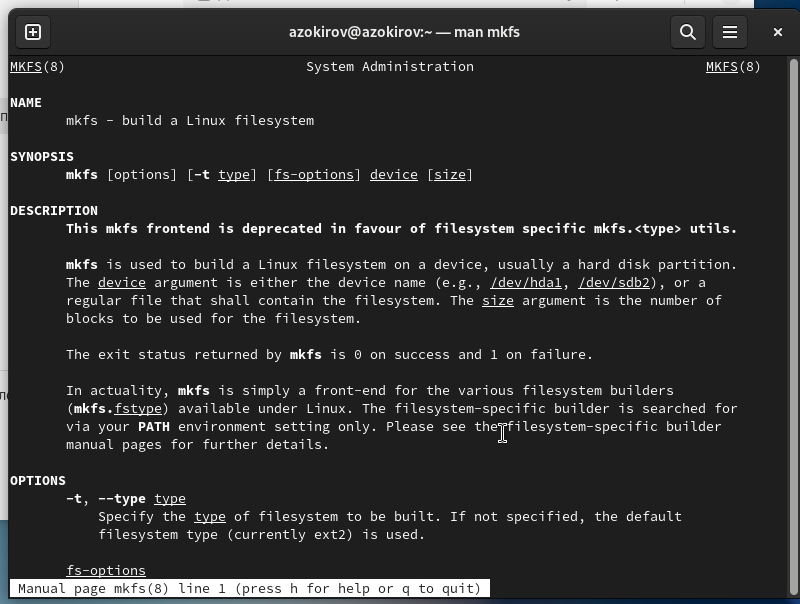 azokirov@azokirov:~ — man mkfs
MKFS(8) System Administration MKFS(8)
NAME
mkfs - build a Linux filesystem
SYNOPSIS
mkfs [options] [-t type] [fs-options] device [size]
DESCRIPTION
This mkfs frontend is deprecated in favour of filesystem specific mkfs.<type> utils.
mkfs is used to build a Linux filesystem on a device, usually a hard disk partition.
The device argument is either the device name (e.g., /dev/hda1, /dev/sdb2), or a
regular file that shall contain the filesystem. The size argument is the number of
blocks to be used for the filesystem.
The exit status returned by mkfs is 0 on success and 1 on failure.
In actuality, mkfs is simply a front-end for the various filesystem builders
(mkfs.fstype) available under Linux. The filesystem-specific builder is searched for
via your PATH environment setting only. Please see the filesystem-specific builder
manual pages for further details.
OPTIONS
-t, --type type
Specify the type of filesystem to be built. If not specified, the default
filesystem type (currently ext2) is used.
fs-options
Manual page mkfs(8) line 1 (press h for help or q to quit)